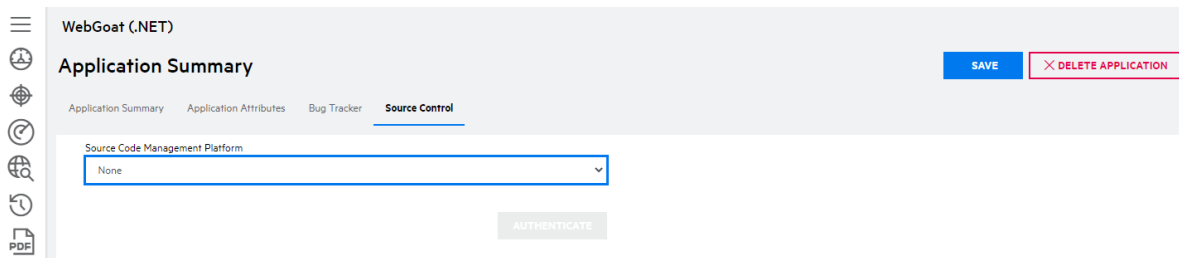 WebGoat (.NET)
Application Summary
SAVE
DELETE APPLICATION
Application Summary Application Attributes Bug Tracker Source Control
Source Code Management Platform
None
AUTHENTICATE
PDF